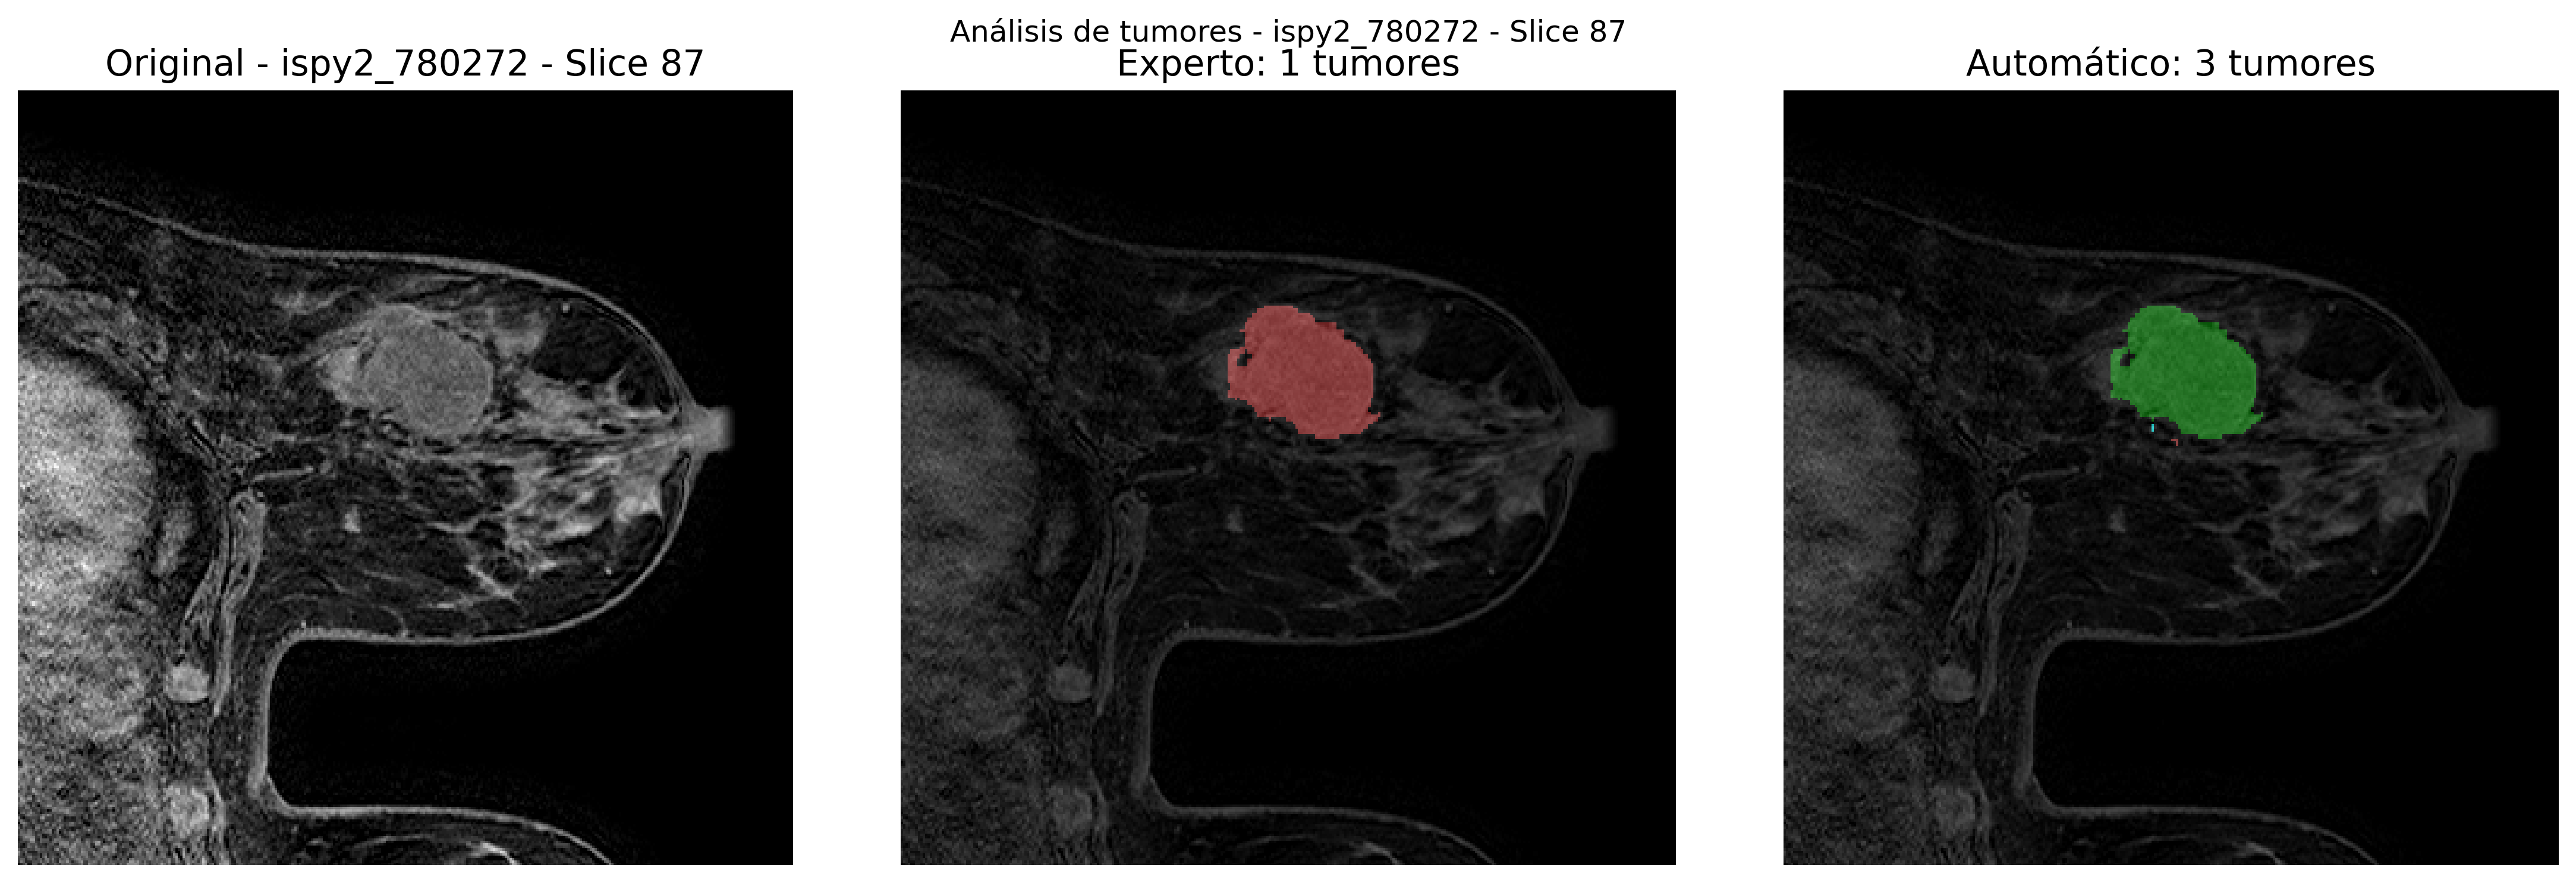 Análisis de tumores - ispy2_780272 - Slice 87
Original - ispy2_780272 - Slice 87
Experto: 1 tumores
Automático: 3 tumores